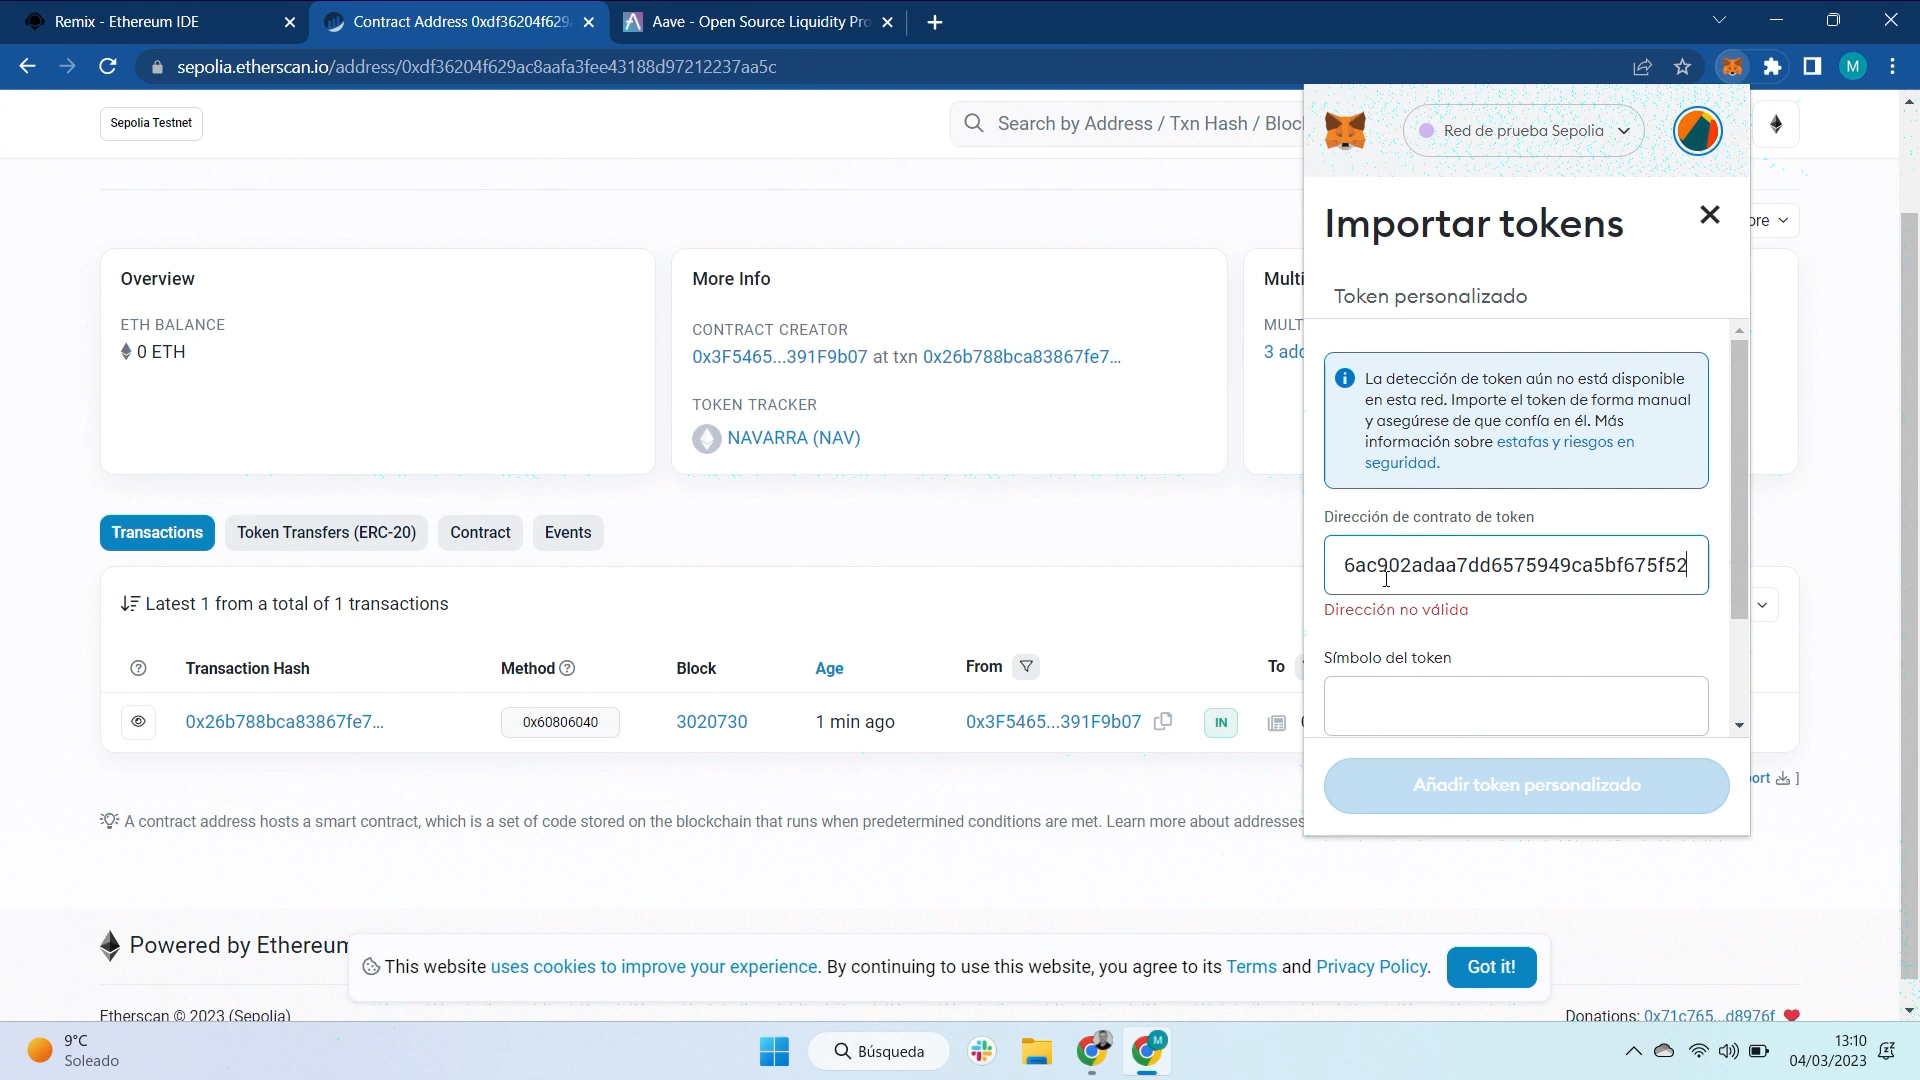 Remix - Ethereum IDE
Contract Address 0xdf36204f629
Aave - Open Source Liquidity Pro
sepolia.etherscan.io/address/0xdf36204f629ac8aafa3fee43188d97212237aa5c
M
Sepolia Testnet
Search by Address / Txn Hash / Bloc
Red de prueba Sepolia
Importar tokens
ore
Token personalizado
Overview
ETH BALANCE
0 ETH
More Info
CONTRACT CREATOR
0x3F5465...391F9b07 at txn 0x26b788bca83867fe7...
TOKEN TRACKER
NAVARRA (NAV)
Multi
MULT
3 add
La detección de token aún no está disponible
en esta red. Importe el token de forma manual
y asegúrese de que confía en él. Más
información sobre estafas y riesgos en
seguridad.
Dirección de contrato de token
6ac902adaa7dd6575949ca5bf675f52
Dirección no válida
Símbolo del token
Añadir token personalizado
Transactions
Token Transfers (ERC-20)
Contract
Events
Latest 1 from a total of 1 transactions
Transaction Hash
Method
Block
Age
From
To
0x26b788bca83867fe7...
0x60806040
3020730
1 min ago
0x3F5465...391F9b07
IN
ort ]
A contract address hosts a smart contract, which is a set of code stored on the blockchain that runs when predetermined conditions are met. Learn more about addresses
Powered by Ethereum
This website uses cookies to improve your experience. By continuing to use this website, you agree to its Terms and Privacy Policy.
Got it!
Etherscan © 2023 (Sepolia)
Donations: 0x71c765...d8976f
9°C
Soleado
Búsqueda
M
13:10
04/03/2023